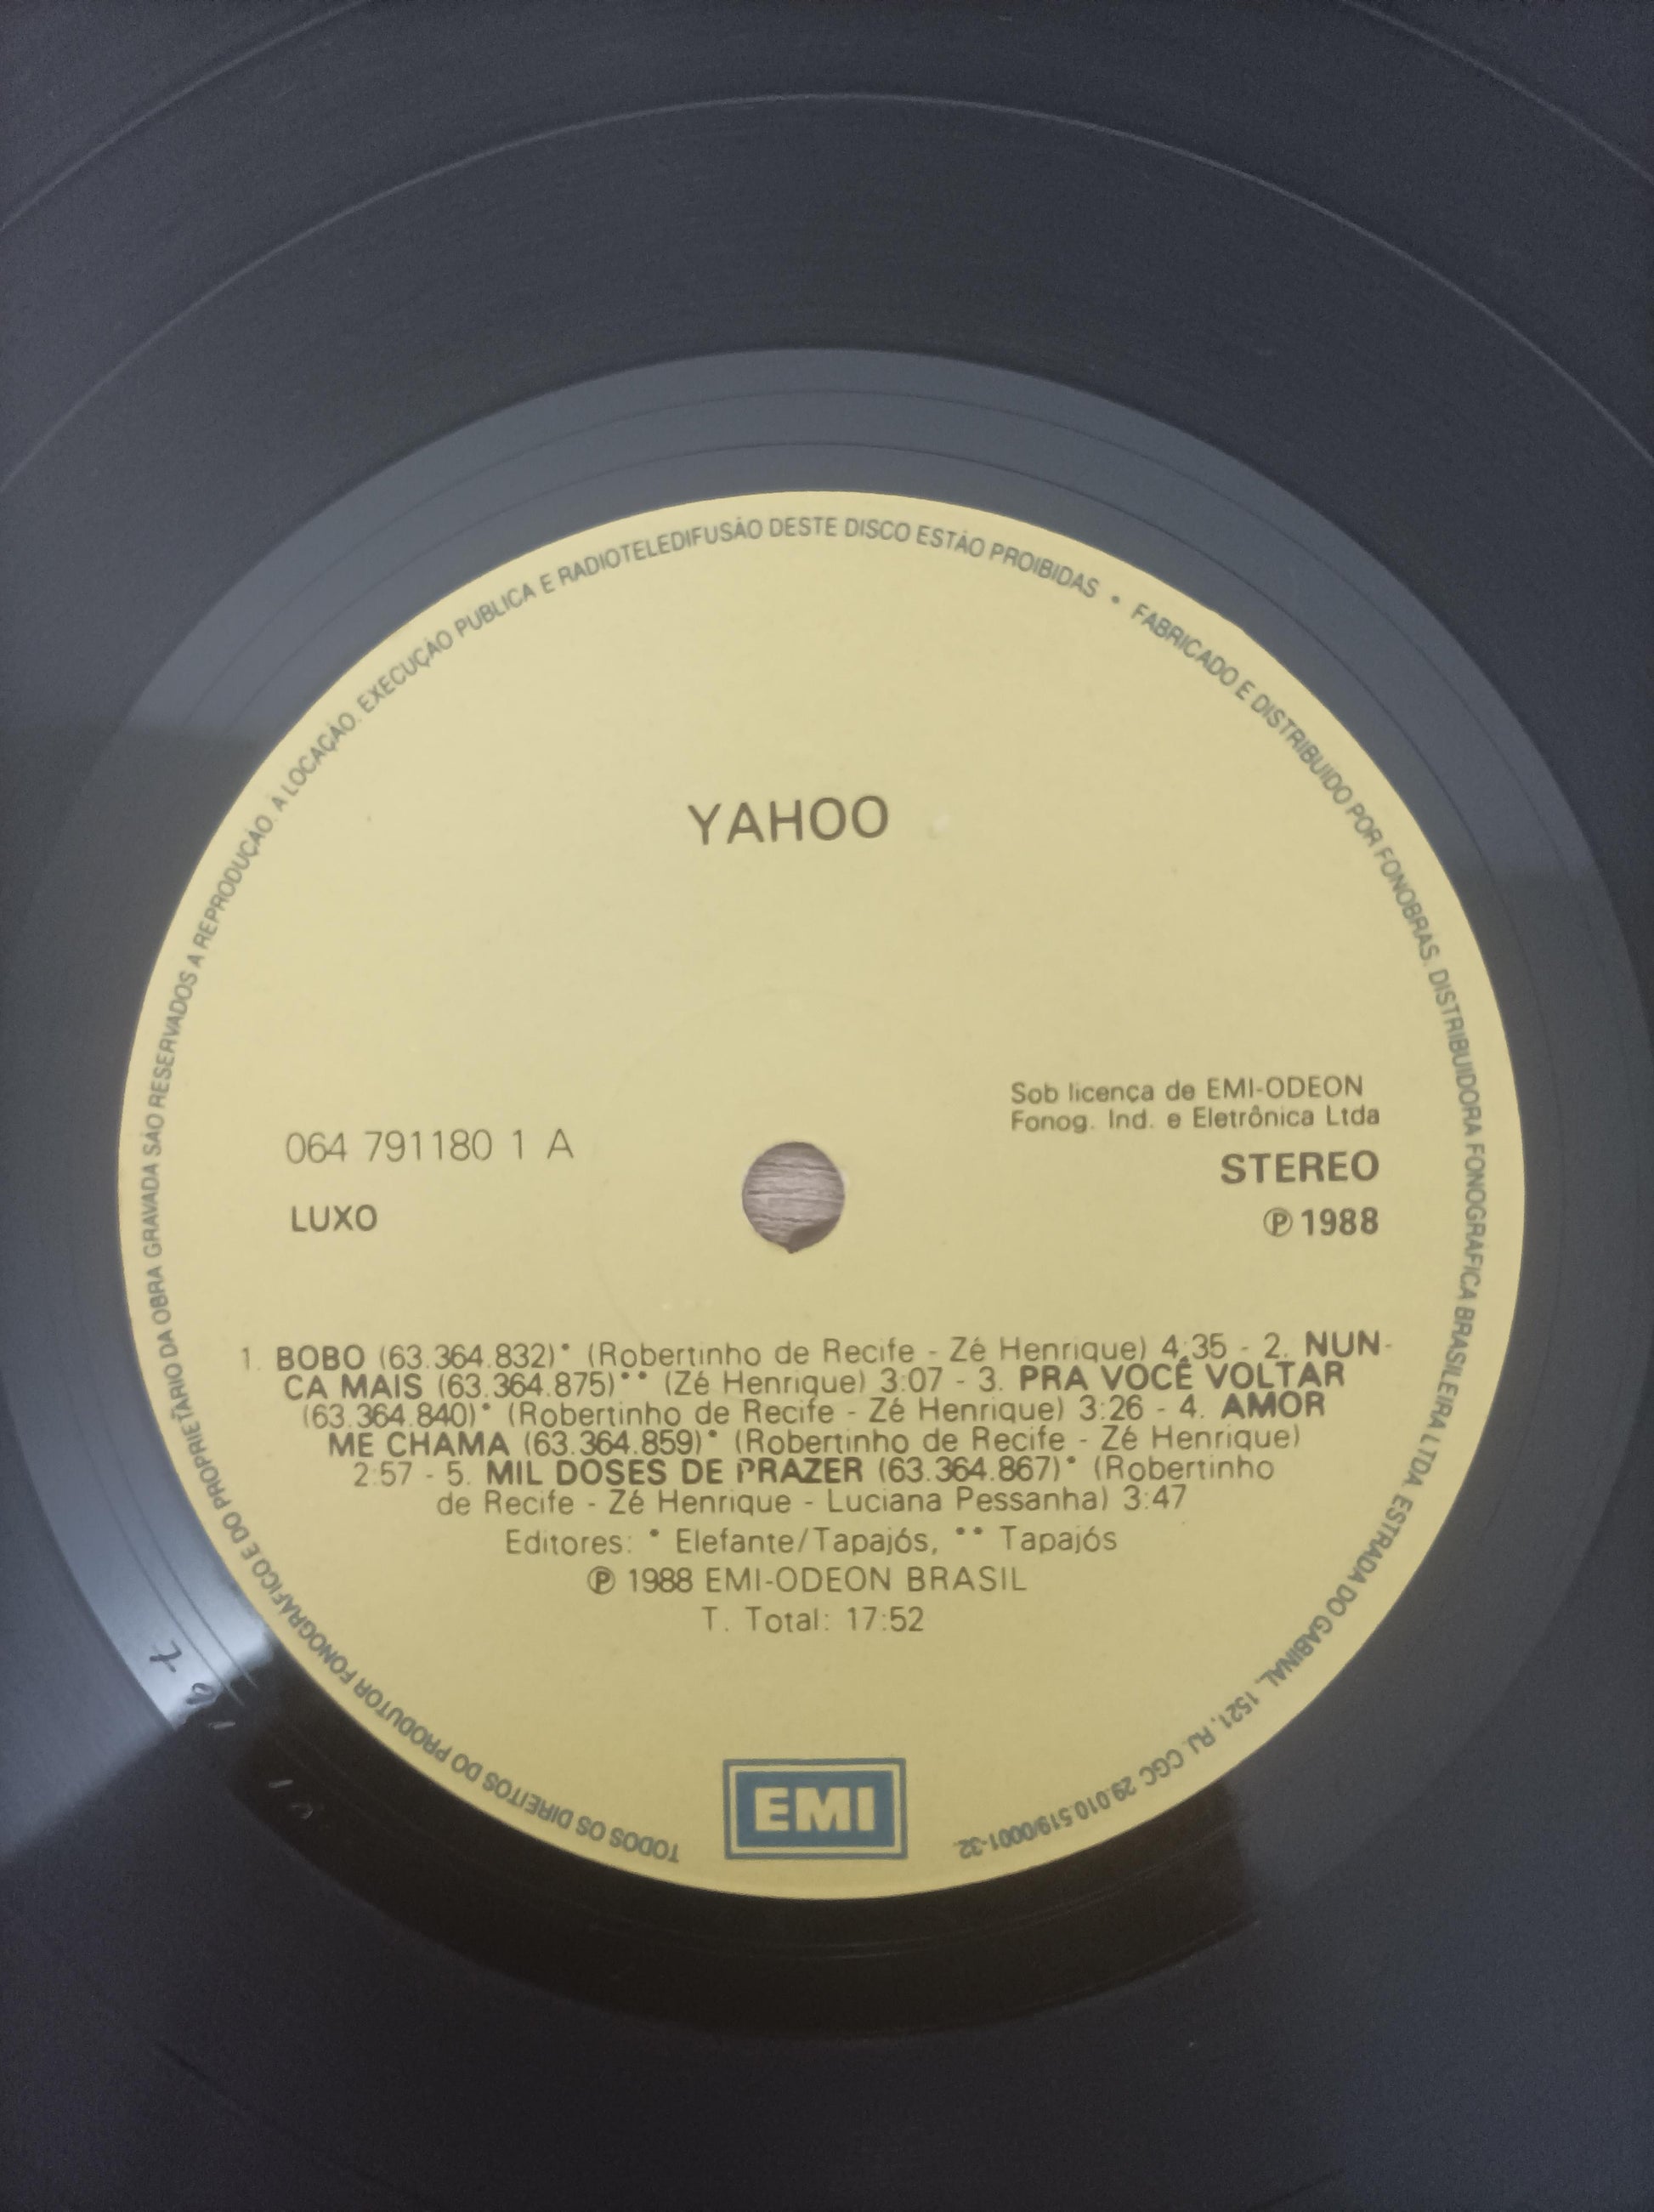 TODOS OS DIREITOS DO PRODUTOR FONOGRÁFICO E DO PROPRIETÁRIO DA OBRA GRAVADA SÃO RESERVADOS A REPRODUÇÃO. A LOCAÇÃO. EXECUÇÃO PUBLICA E RADIOTELEDIFUSÃO DESTE DISCO ESTÃO PROIBIDAS • FABRICADO E DISTRIBUIDO POR FONOBRAS. DISTRIBUIDORA FONOGRAFICA BRASILEIRA LTDA. ESTRADA DO GABINAL, 1521. RJ. CGC 29.010.519/0001-32.
YAHOO
Sob licença de EMI-ODEON
Fonog. Ind. e Eletrônica Ltda
064 791180 1 A
STEREO
LUXO
Ⓟ 1988
1. BOBO (63.364.832)* (Robertinho de Recife - Zé Henrique) 4:35 - 2. NUN-
CA MAIS (63.364.875)** (Zé Henrique) 3:07 - 3. PRA VOCÊ VOLTAR
(63.364.840)* (Robertinho de Recife - Zé Henrique) 3:26 - 4. AMOR
ME CHAMA (63.364.859)* (Robertinho de Recife - Zé Henrique)
2:57 - 5. MIL DOSES DE PRAZER (63.364.867)* (Robertinho
de Recife - Zé Henrique - Luciana Pessanha) 3:47
Editores: * Elefante/Tapajós, ** Tapajós
Ⓟ 1988 EMI-ODEON BRASIL
T. Total: 17:52
EMI